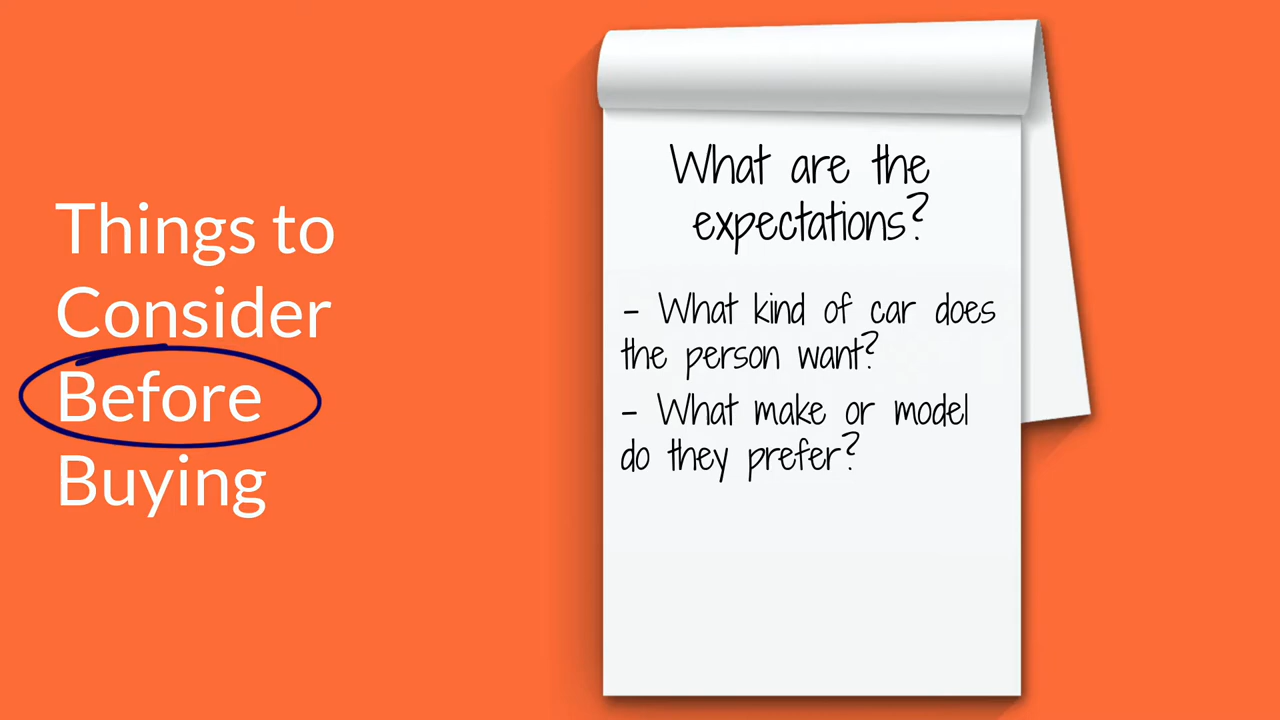 Things to
Consider
Before
Buying
What are the
expectations?
- What kind of car does
the person want?
- What make or model
do they prefer?